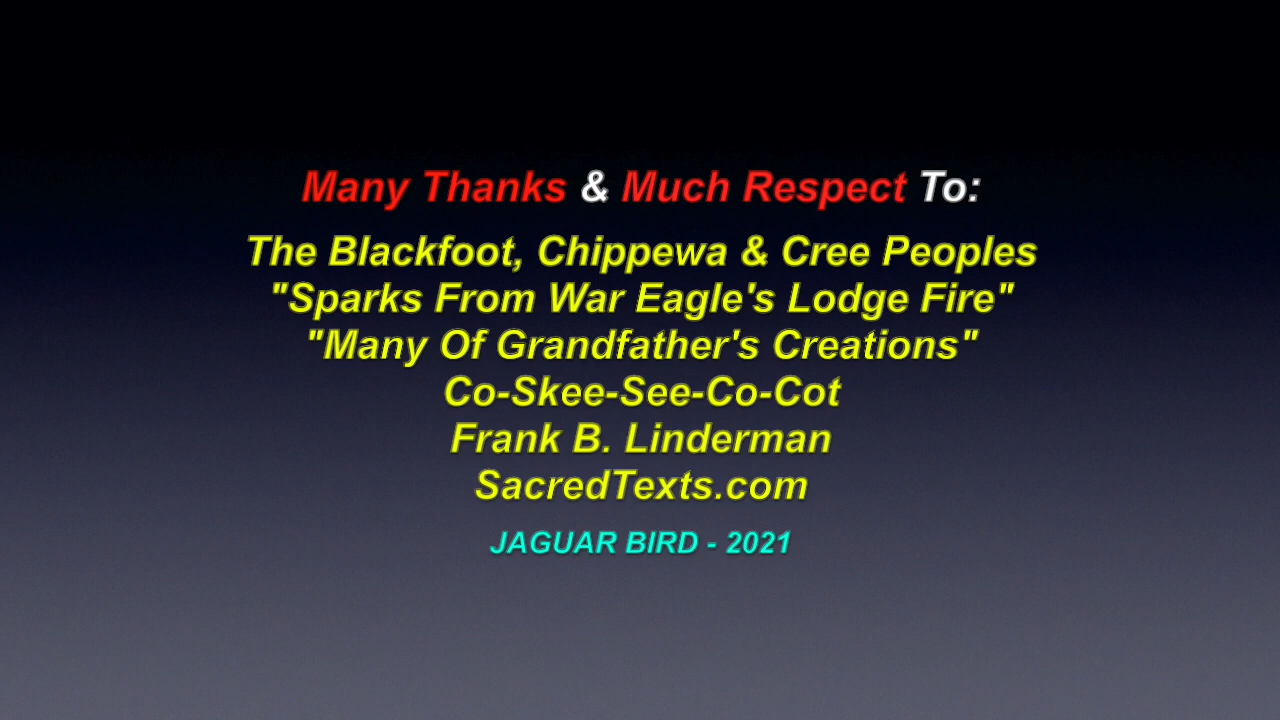 Many Thanks & Much Respect To:
The Blackfoot, Chippewa & Cree Peoples
"Sparks From War Eagle's Lodge Fire"
"Many Of Grandfather's Creations"
Co-Skee-See-Co-Cot
Frank B. Linderman
SacredTexts.com
JAGUAR BIRD - 2021